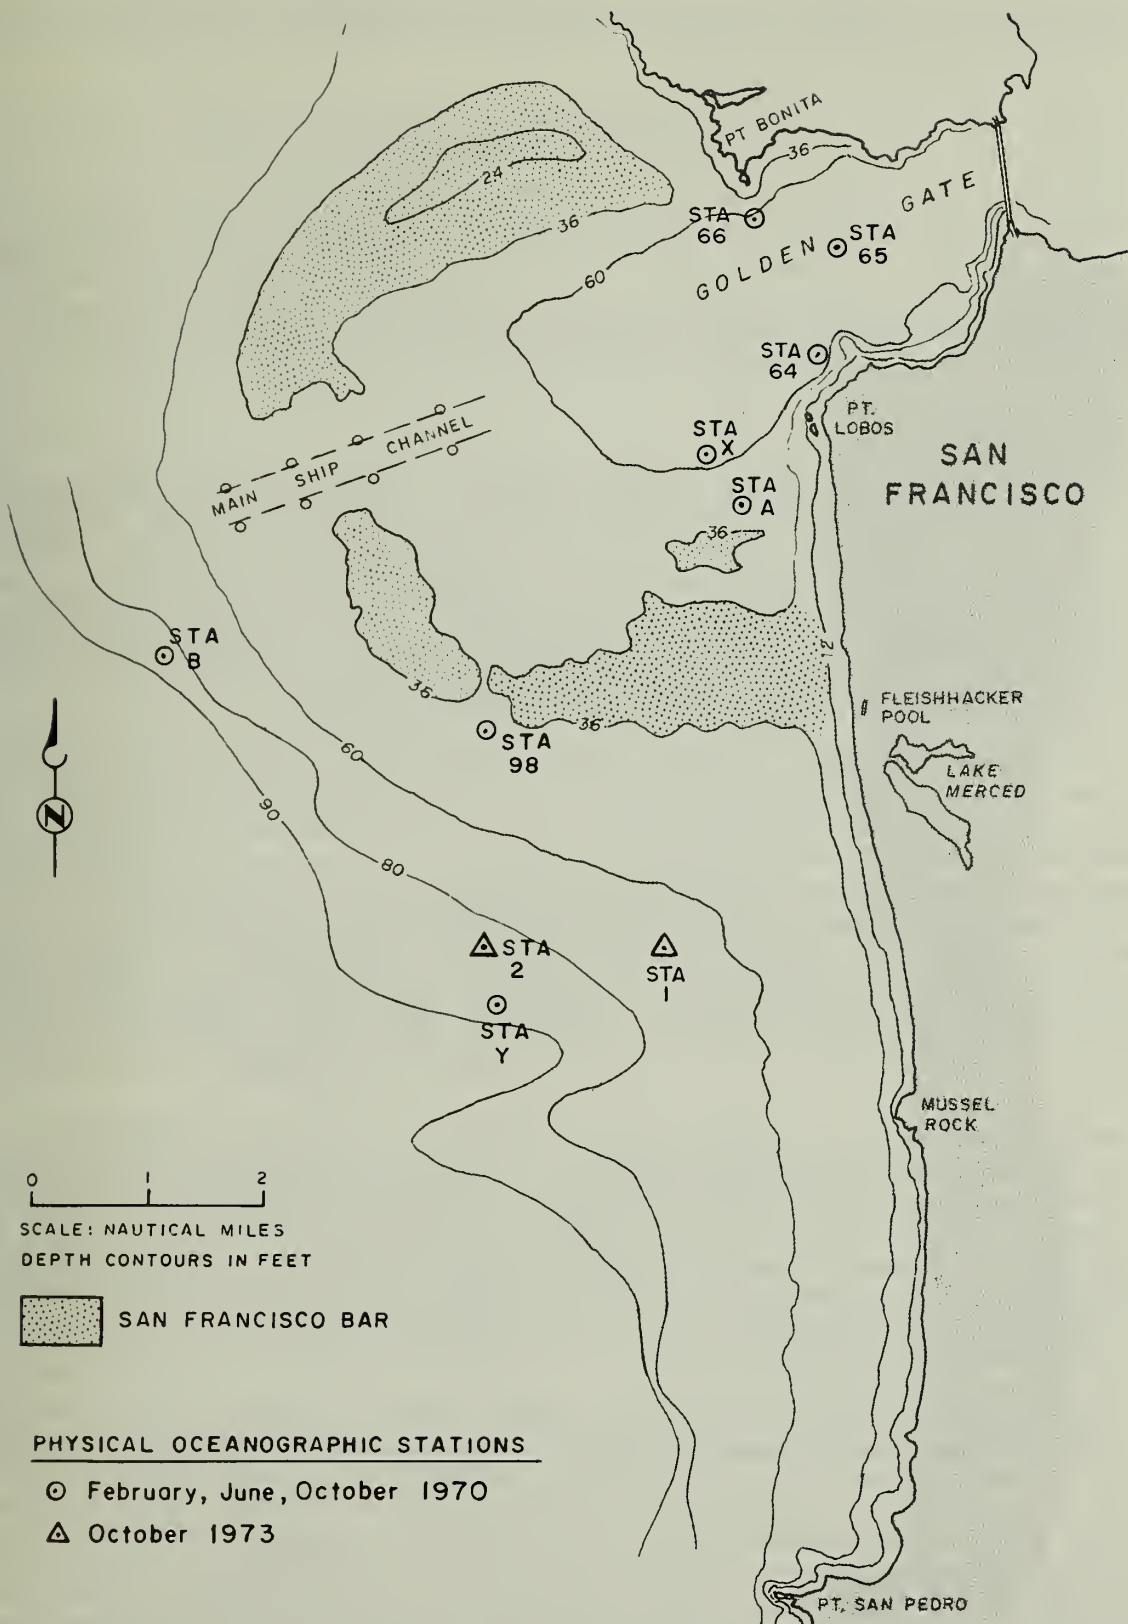 PT BONITA
36
GATE
24
STA
66
36
STA
65
GOLDEN
60
STA
64
PT.
LOBOS
STA
X
MAIN SHIP CHANNEL
SAN
FRANCISCO
STA
A
36
STA
B
12
36
FLEISHHACKER
POOL
36
STA
98
60
LAKE
MERCED
90
N
80
STA
2
STA
1
STA
Y
MUSSEL
ROCK
0 1 2
SCALE: NAUTICAL MILES
DEPTH CONTOURS IN FEET
SAN FRANCISCO BAR
PHYSICAL OCEANOGRAPHIC STATIONS
February, June, October 1970
October 1973
PT. SAN PEDRO